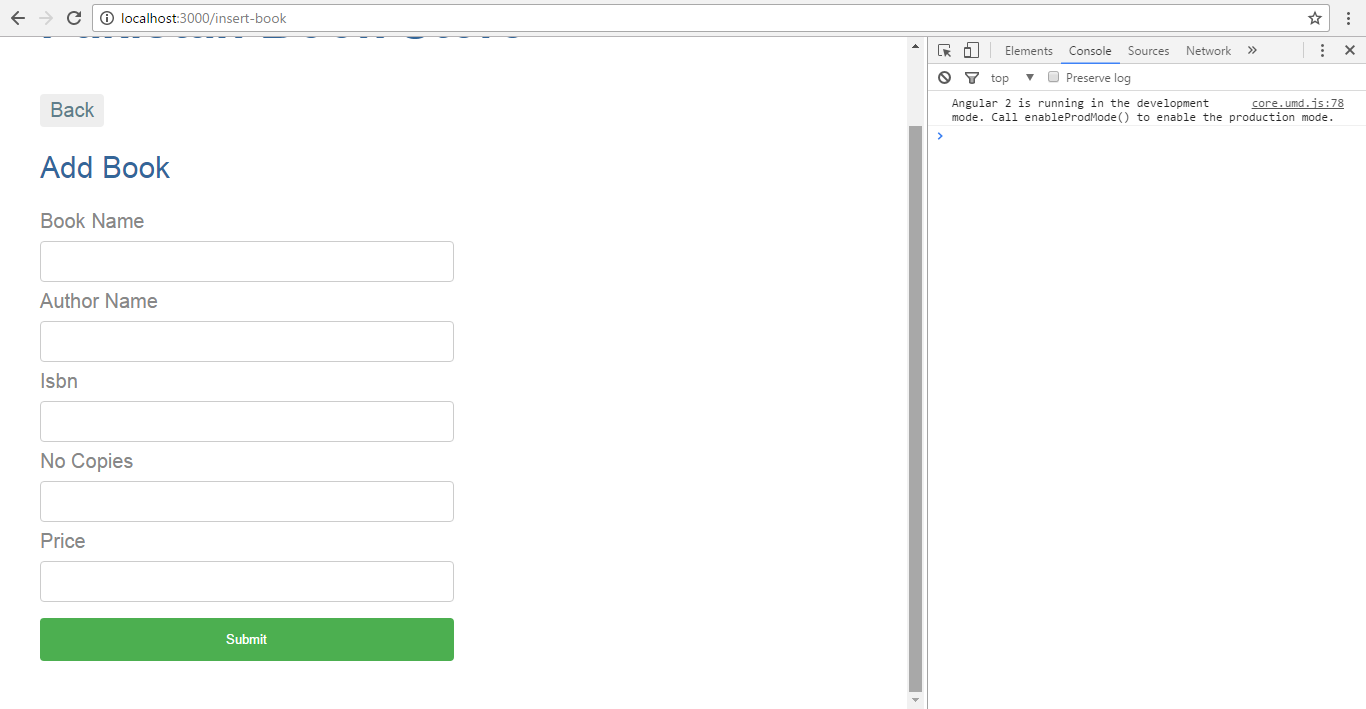 localhost:3000/insert-book
Back
Add Book
Book Name
Author Name
Isbn
No Copies
Price
Submit
Elements Console Sources Network »
top ▼ Preserve log
Angular 2 is running in the development core.umd.js:78
mode. Call enableProdMode() to enable the production mode.